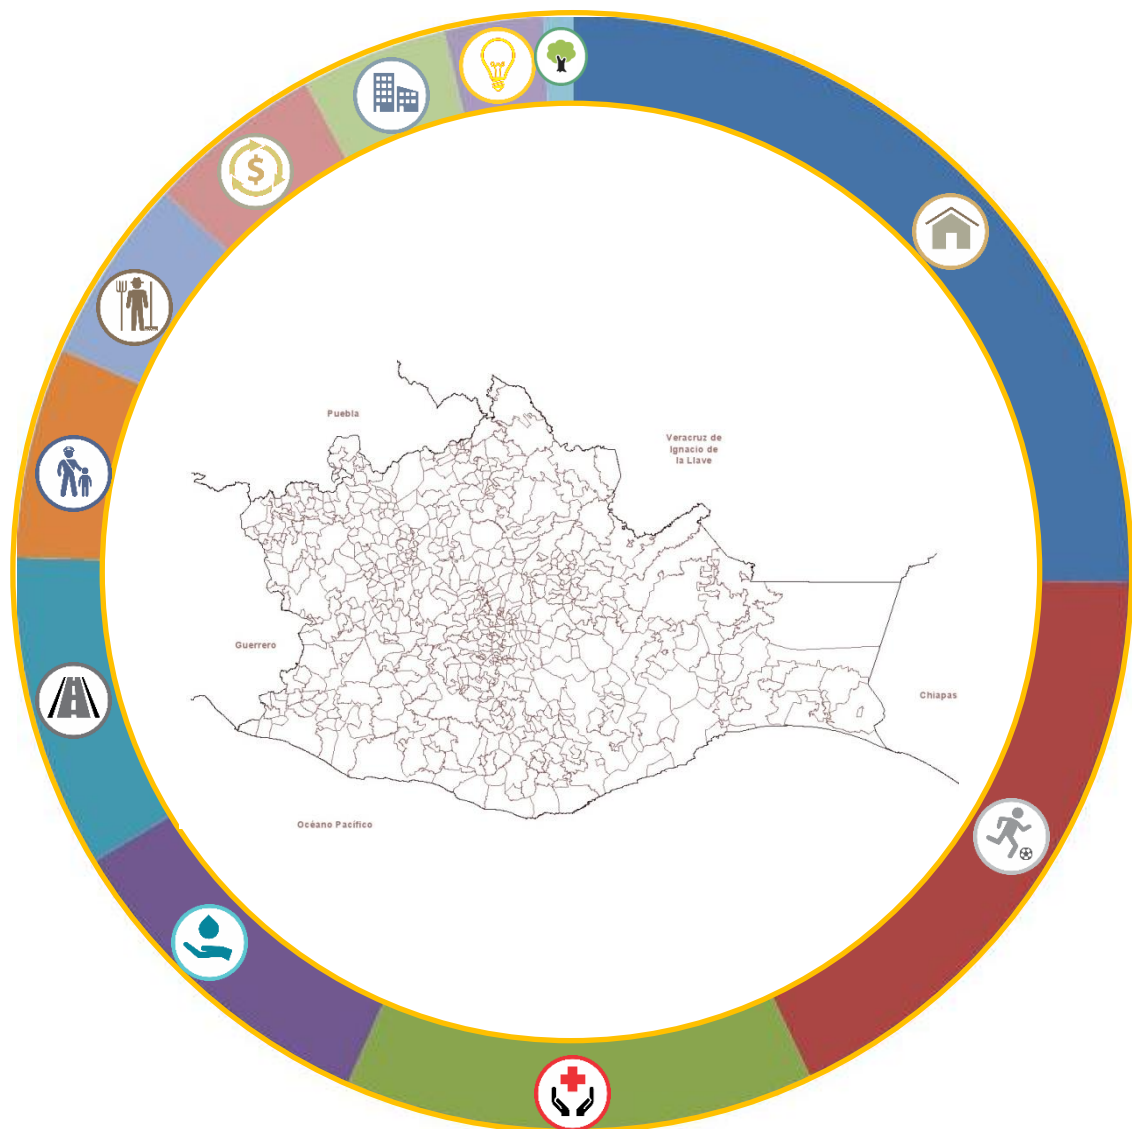 Puebla
Veracruz de
Ignacio de
la Llave
Guerrero
Chiapas
Océano Pacífico
$